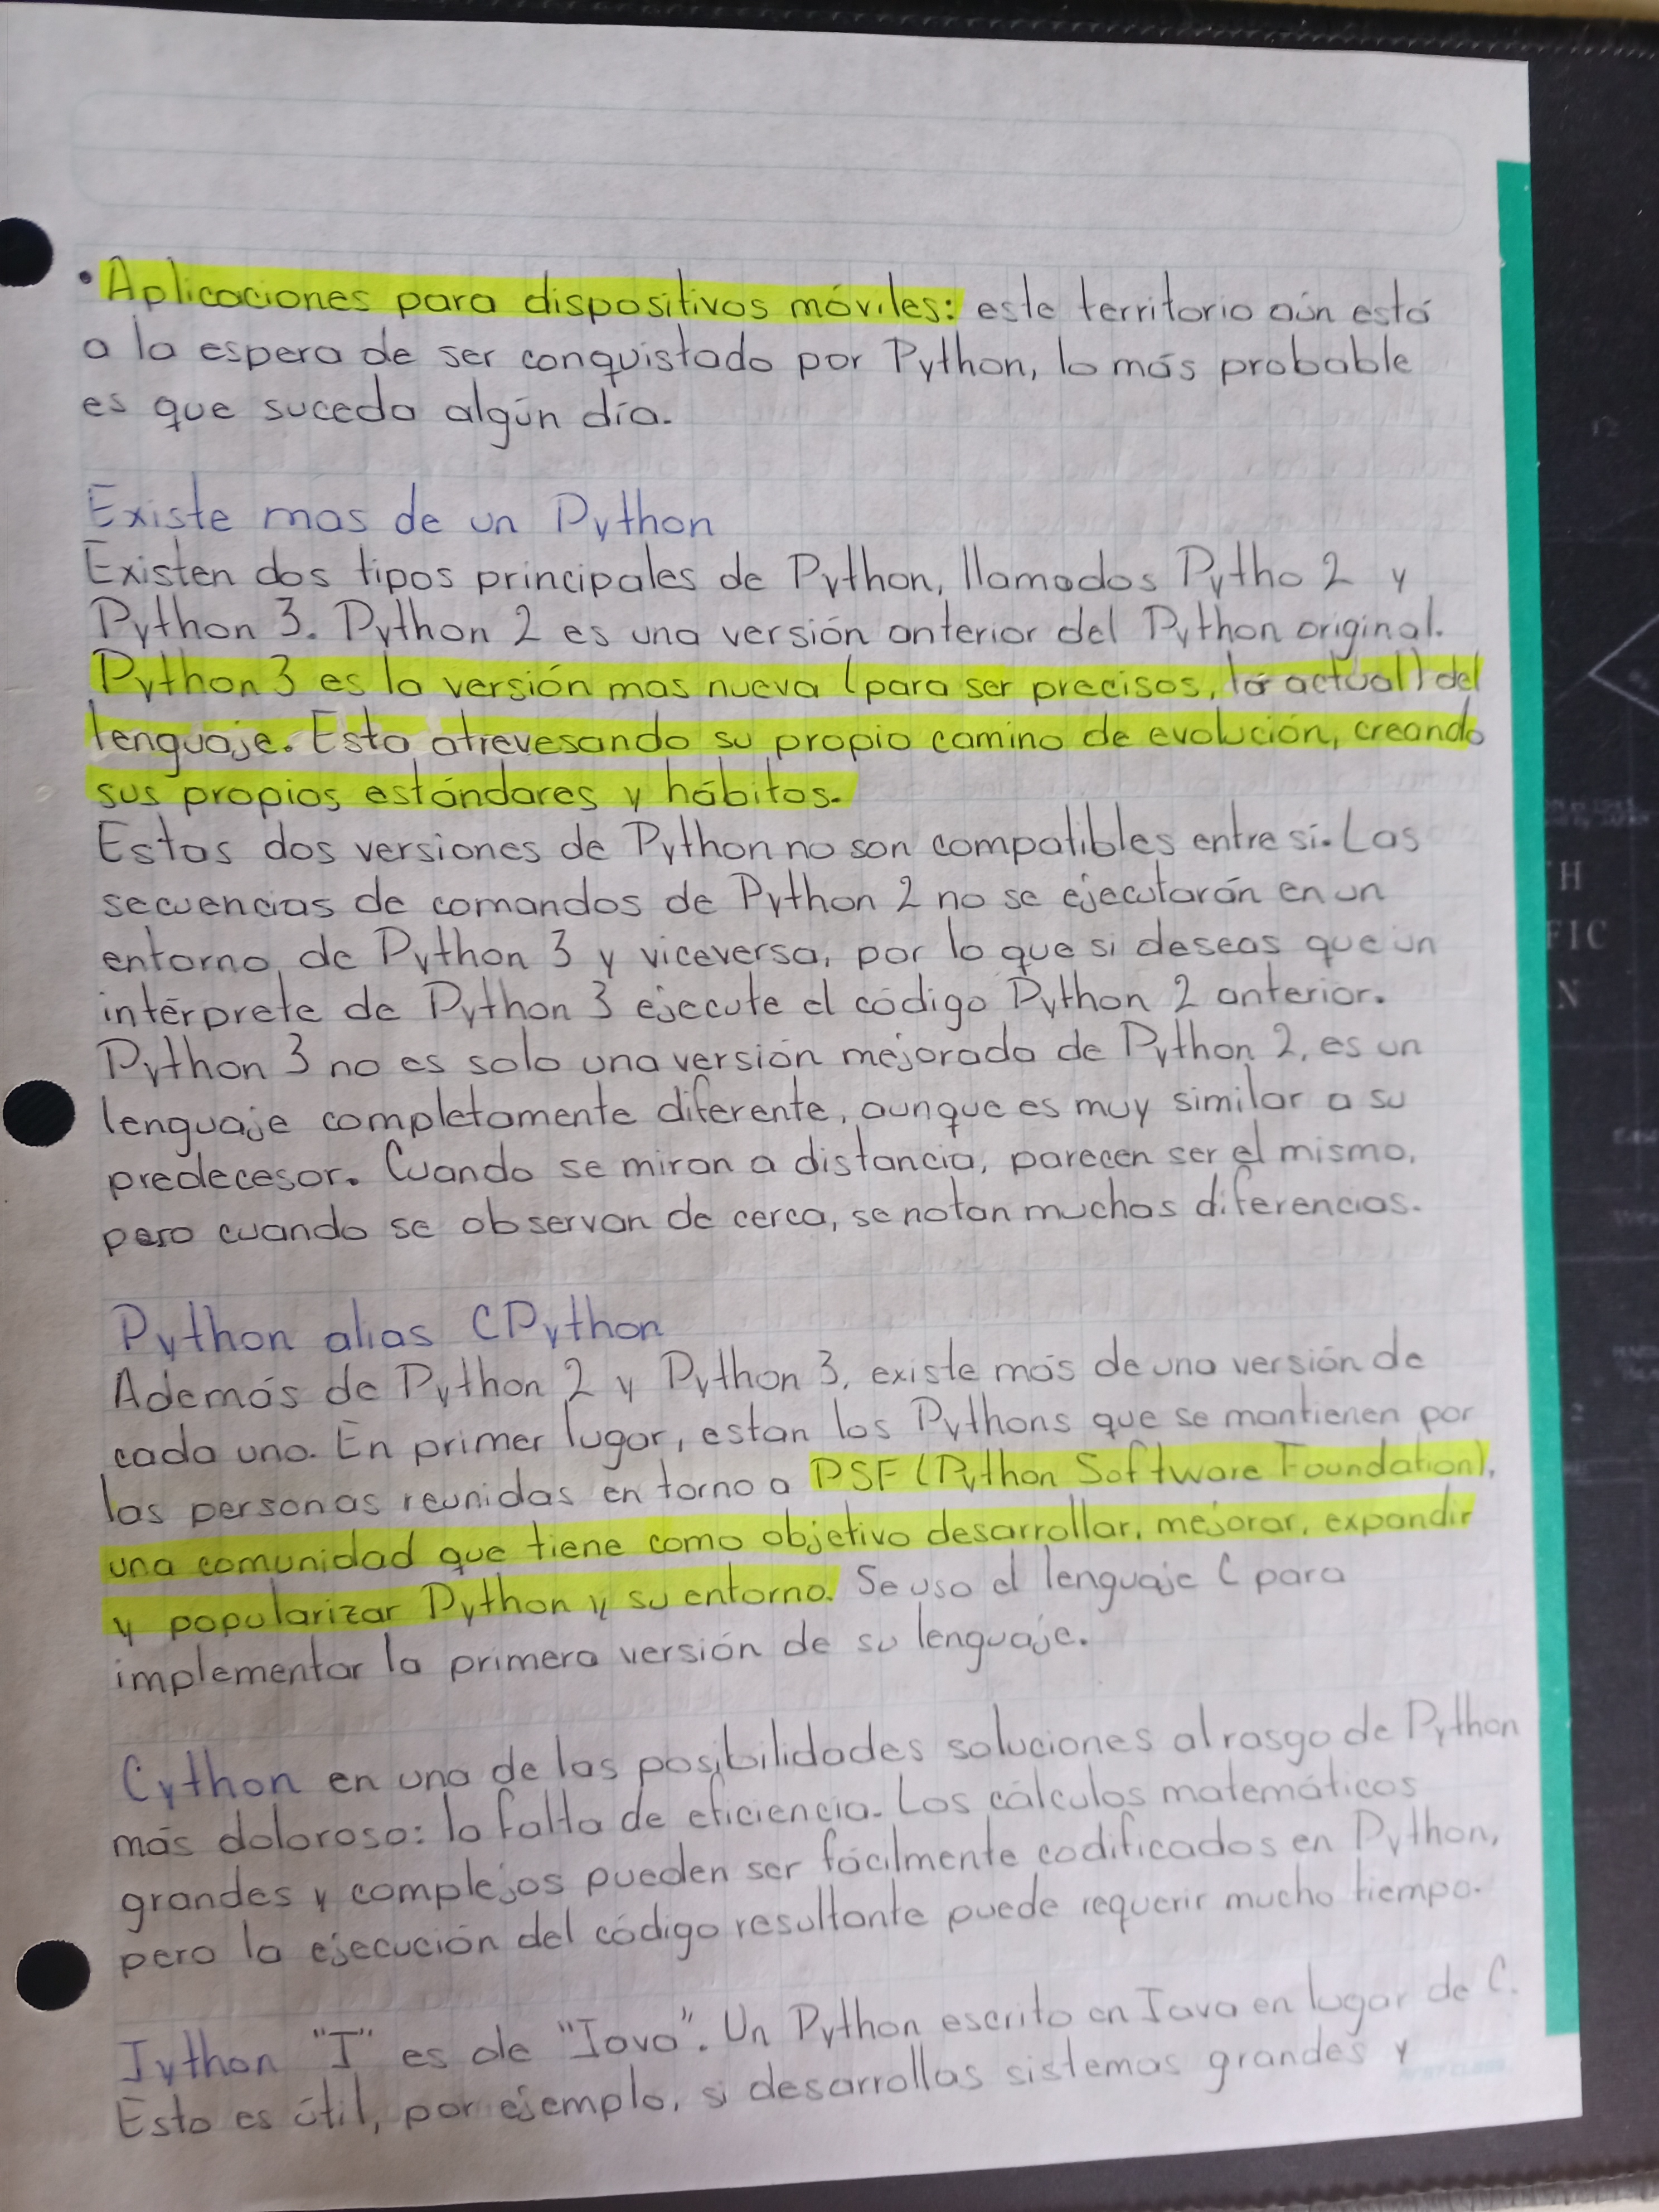 • Aplicaciones para dispositivos móviles: este territorio aún está
a la espera de ser conquistado por Python, lo más probable
es que suceda algún día.
Existe mas de un Python
Existen dos tipos principales de Python, llamados Pytho 2 y
Python 3. Python 2 es una versión anterior del Python original.
Python 3 es la versión mas nueva (para ser precisos, la actual) del
lenguaje. Esta atrevesando su propio camino de evolución, creando
sus propios estándares y hábitos.
Estas dos versiones de Python no son compatibles entre sí. Las
secuencias de comandos de Python 2 no se ejecutarán en un
entorno de Python 3 y viceversa, por lo que si deseas que un
intérprete de Python 3 ejecute el código Python 2 anterior.
Python 3 no es solo una versión mejorada de Python 2, es un
lenguaje completamente diferente, aunque es muy similar a su
predecesor. Cuando se miran a distancia, parecen ser el mismo,
pero cuando se observan de cerca, se notan muchas diferencias.
Python alias CPython
Además de Python 2 y Python 3, existe más de una versión de
cada uno. En primer lugar, estan los Pythons que se mantienen por
las personas reunidas en torno a PSF (Python Software Foundation),
una comunidad que tiene como objetivo desarrollar, mejorar, expandir
y popularizar Python y su entorno. Se uso el lenguaje C para
implementar la primera versión de su lenguaje.
Cython en una de las posibilidades soluciones al rasgo de Python
más doloroso: la falta de eficiencia. Los cálculos matemáticos
grandes y complejos pueden ser fácilmente codificados en Python,
pero la ejecución del código resultante puede requerir mucho tiempo.
Jython "J" es de "Java". Un Python escrito en Java en lugar de C.
Esto es útil, por ejemplo, si desarrollas sistemas grandes y